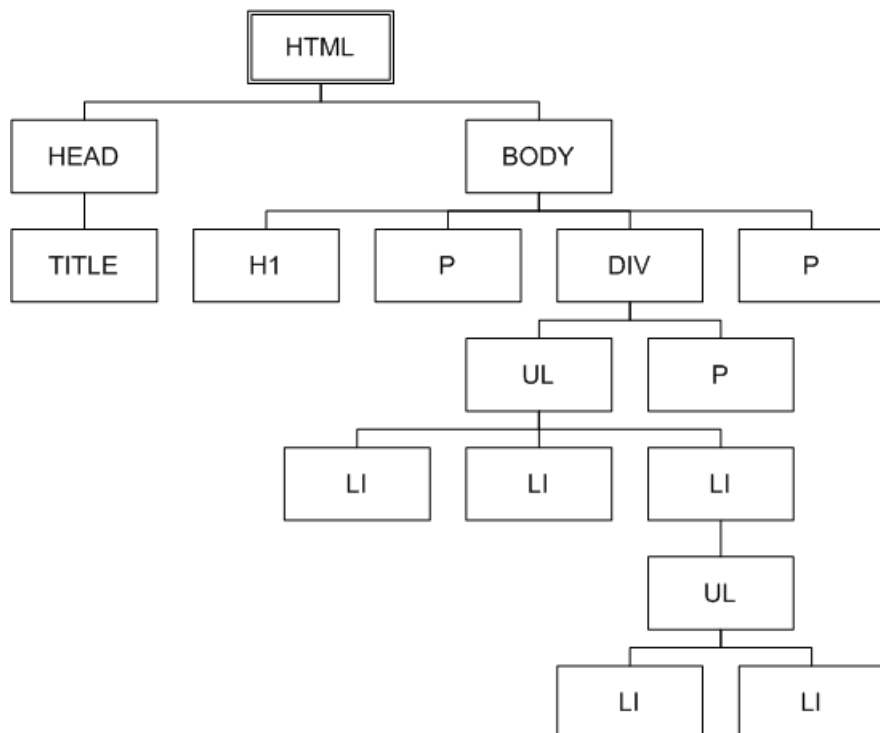 HTML
HEAD BODY
TITLE H1 P DIV P
UL P
LI LI LI
UL
LI LI